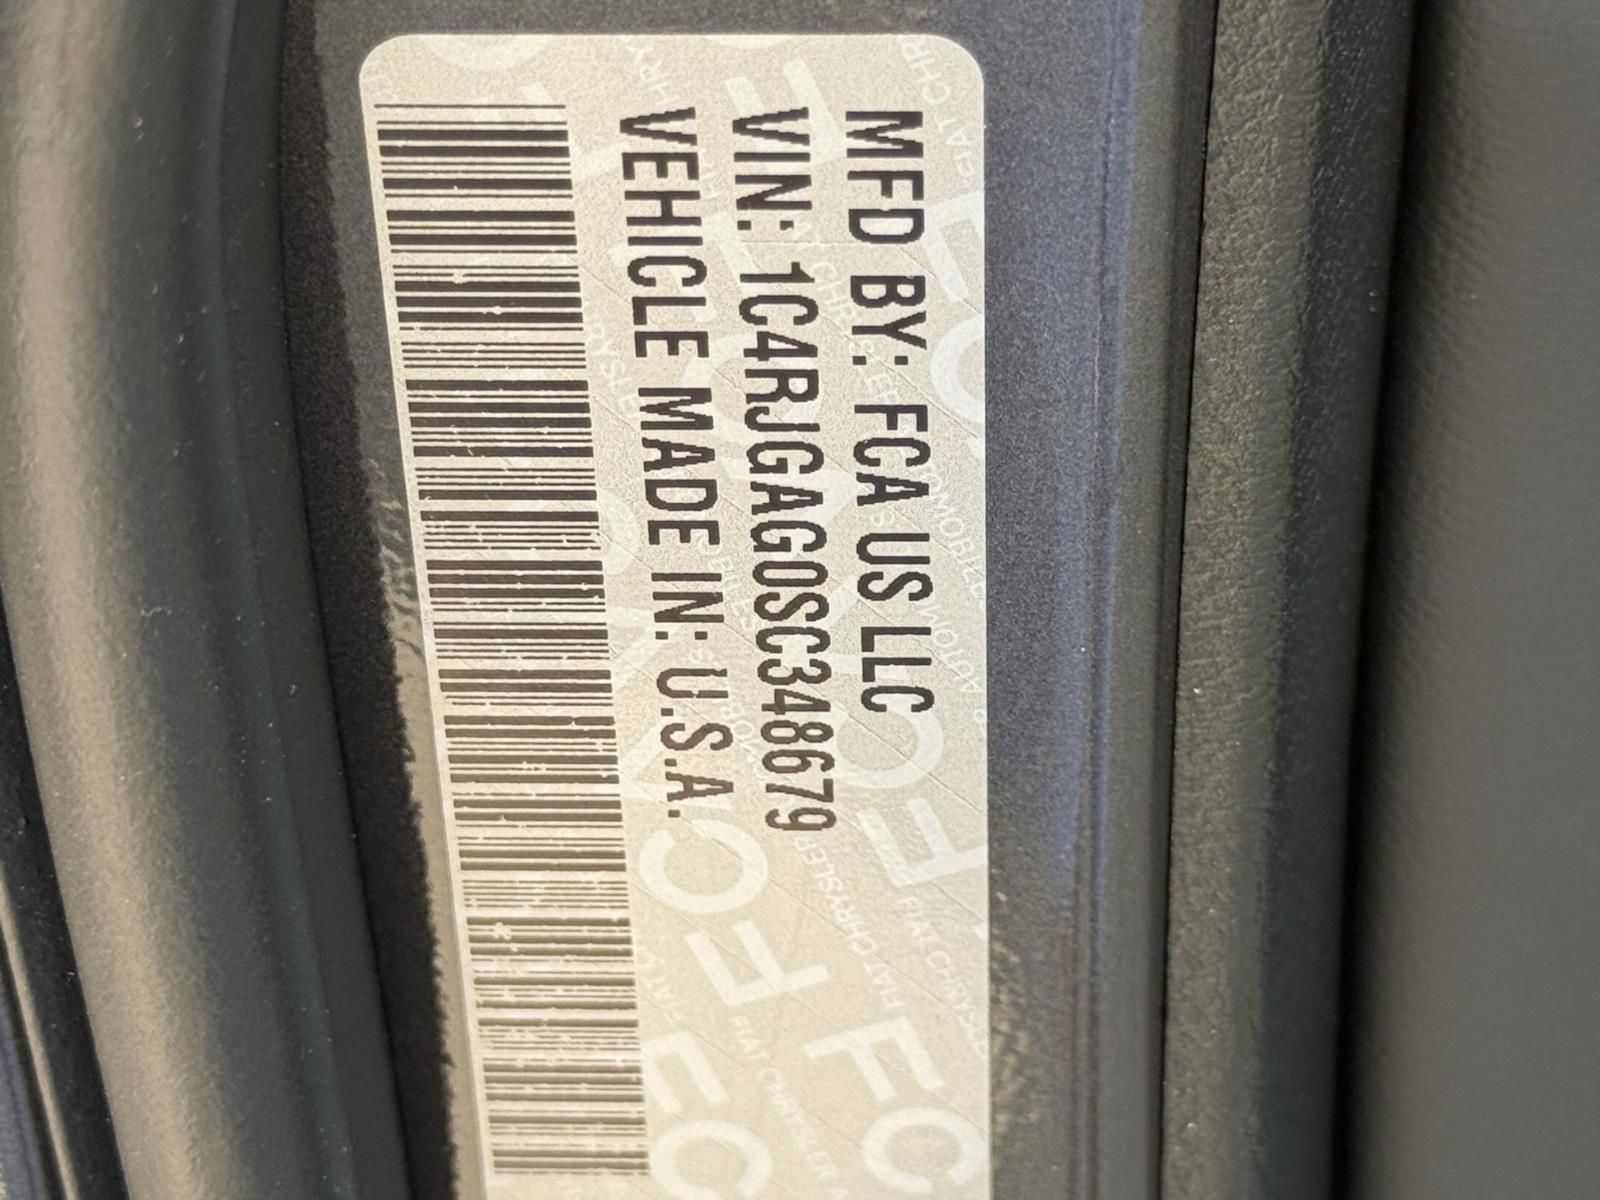 MFD BY: FCA US LLC
VIN: 1C4RJGAG0SC348679
VEHICLE MADE IN: U.S.A.